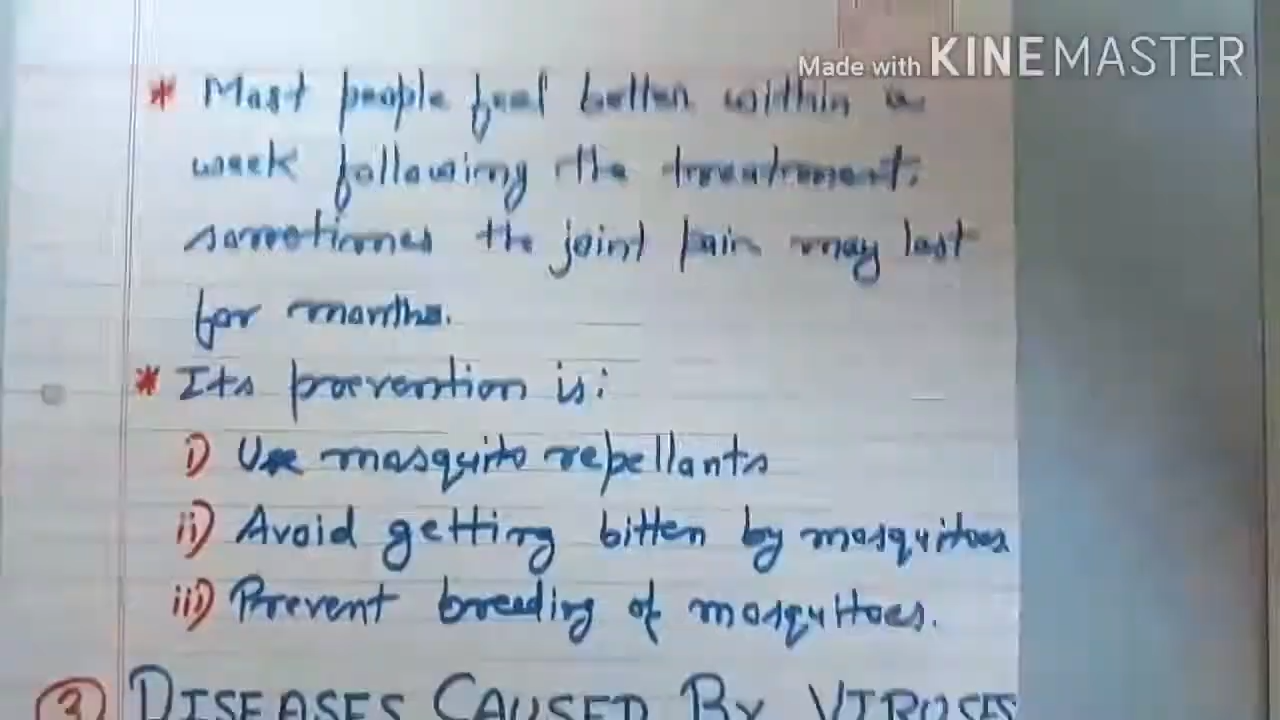 Made with KINEMASTER
* Most people feel better within a
week following the treatment.
sometimes the joint pain may last
for months.
* Its prevention is:
i) Use mosquito repellants
ii) Avoid getting bitten by mosquitoes
iii) Prevent breeding of mosquitoes.
3 DISEASES CAUSED BY VIRUSES